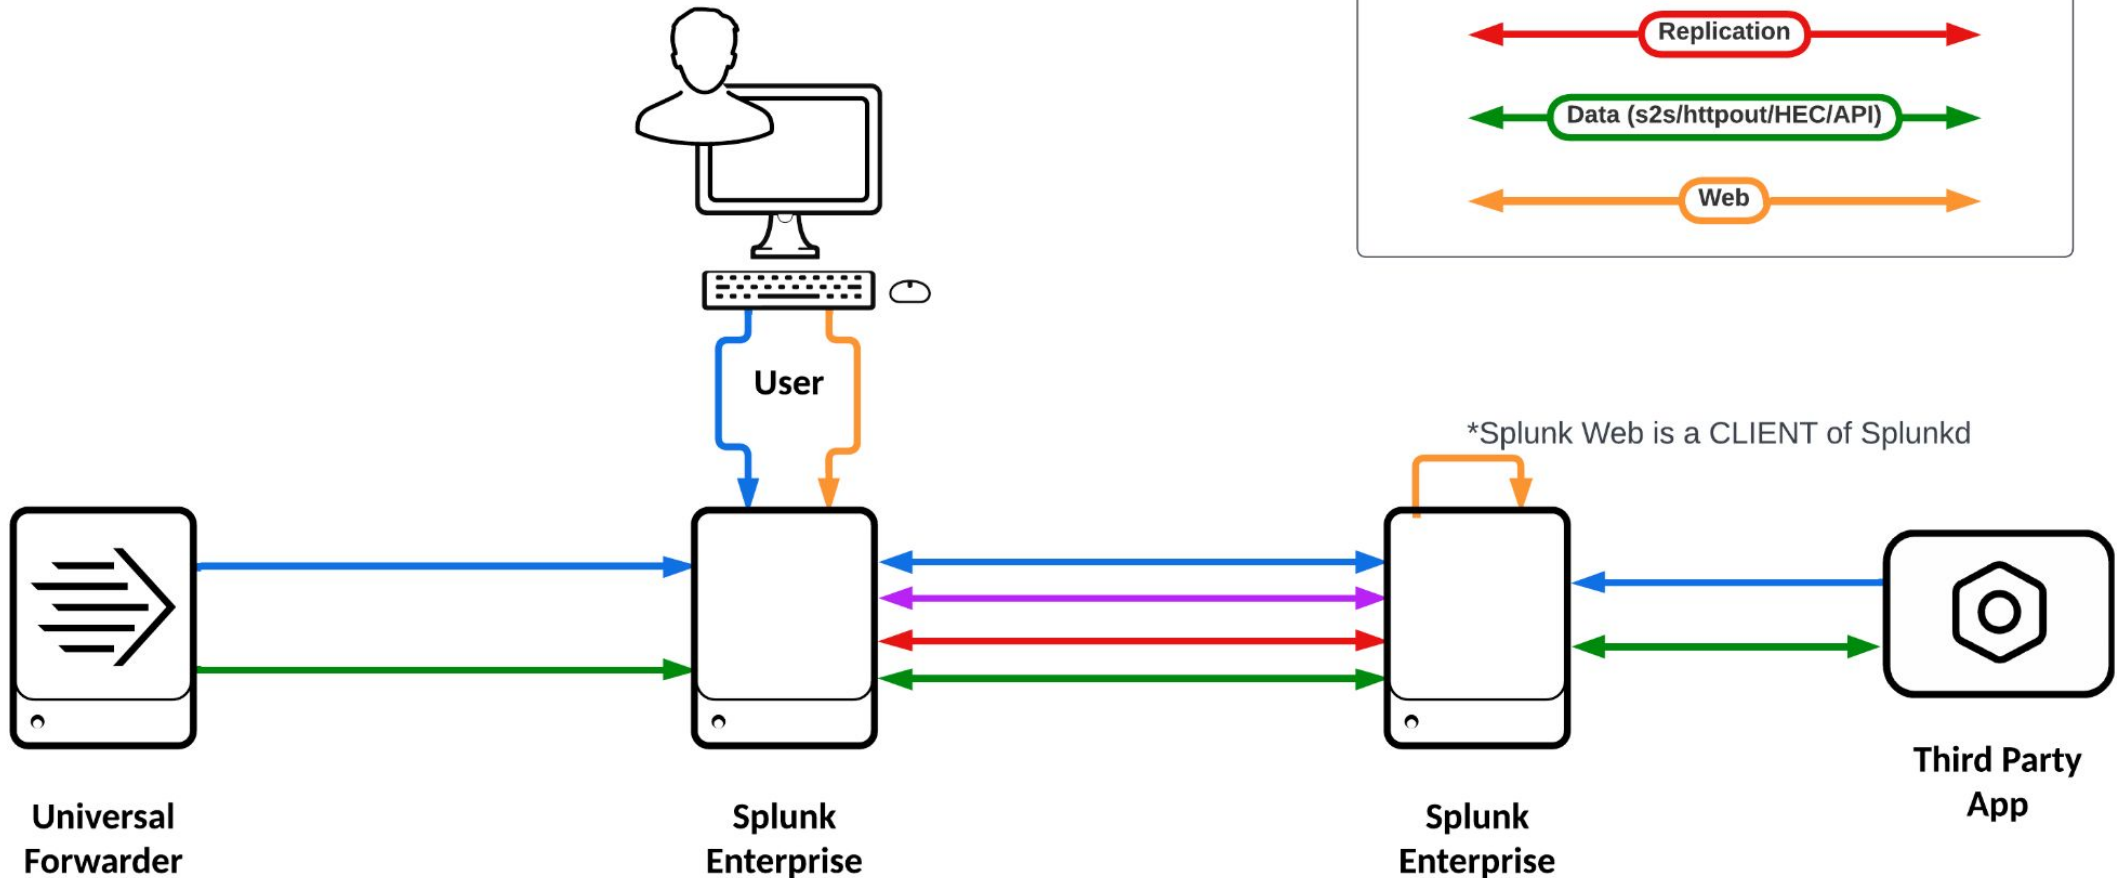 Replication
Data (s2s/httpout/HEC/API)
Web
User
*Splunk Web is a CLIENT of Splunkd
Universal
Forwarder
Splunk
Enterprise
Splunk
Enterprise
Third Party
App